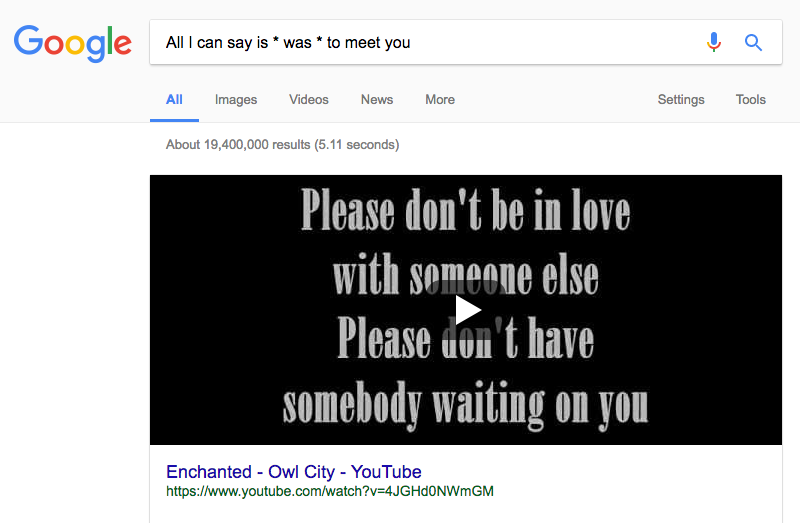 Google
All I can say is * was * to meet you
All Images Videos News More Settings Tools
About 19,400,000 results (5.11 seconds)
Please don't be in love
with someone else
Please don't have
somebody waiting on you
Enchanted - Owl City - YouTube
https://www.youtube.com/watch?v=4JGHd0NWmGM